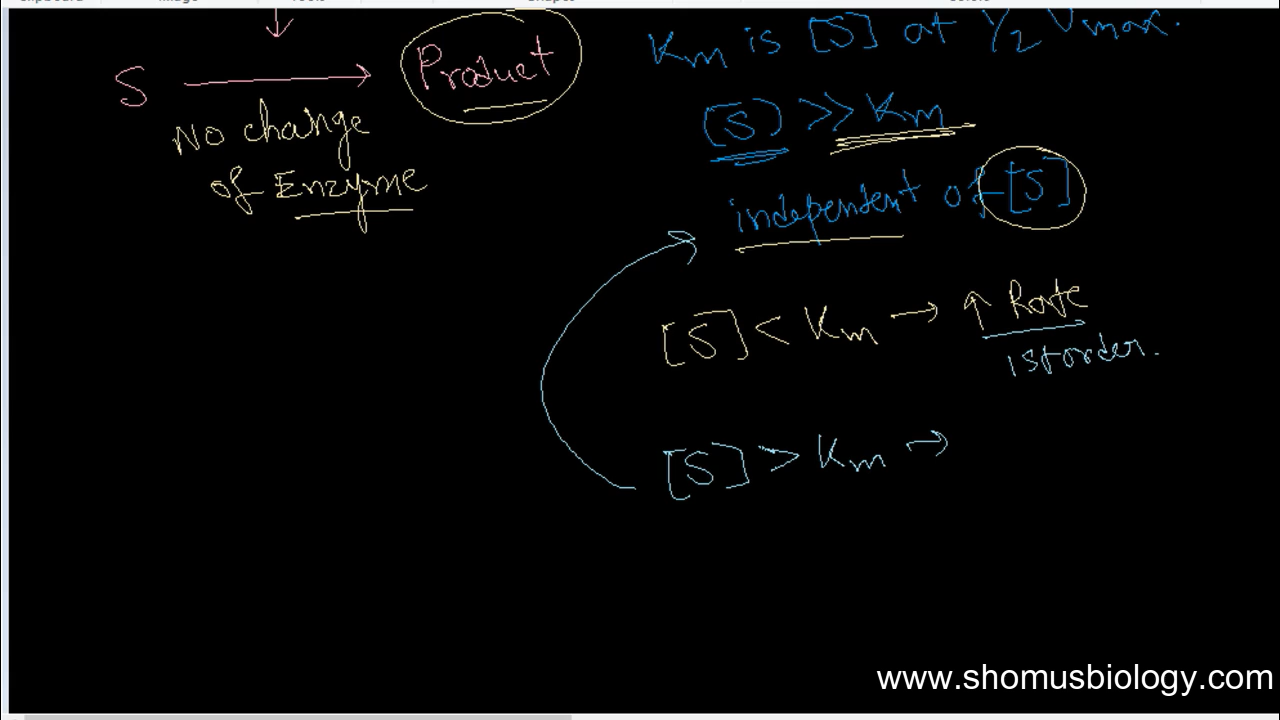 S → Product
No change
of Enzyme
Km is [S] at 1/2 Vmax.
[S] >> Km
independent of [S]
[S] < Km → ↑ Rate
1st order.
[S] > Km →
www.shomusbiology.com